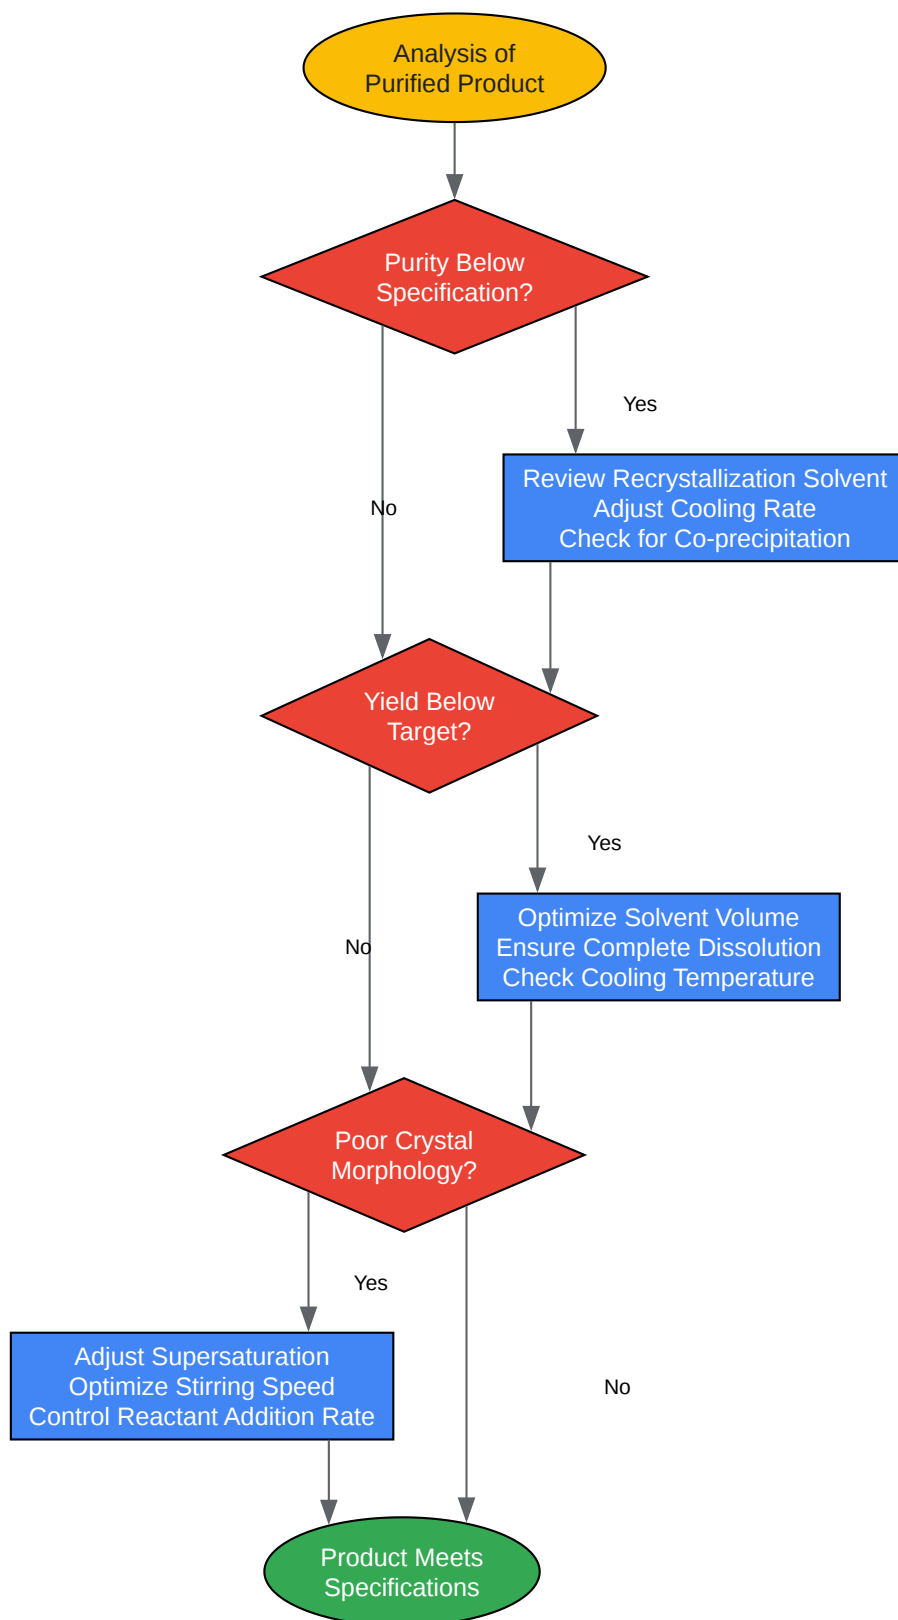 Analysis of
Purified Product
Purity Below
Specification?
Yes
Review Recrystallization Solvent
Adjust Cooling Rate
Check for Co-precipitation
No
Yield Below
Target?
Yes
Optimize Solvent Volume
Ensure Complete Dissolution
Check Cooling Temperature
No
Poor Crystal
Morphology?
Yes
Adjust Supersaturation
Optimize Stirring Speed
Control Reactant Addition Rate
No
Product Meets
Specifications